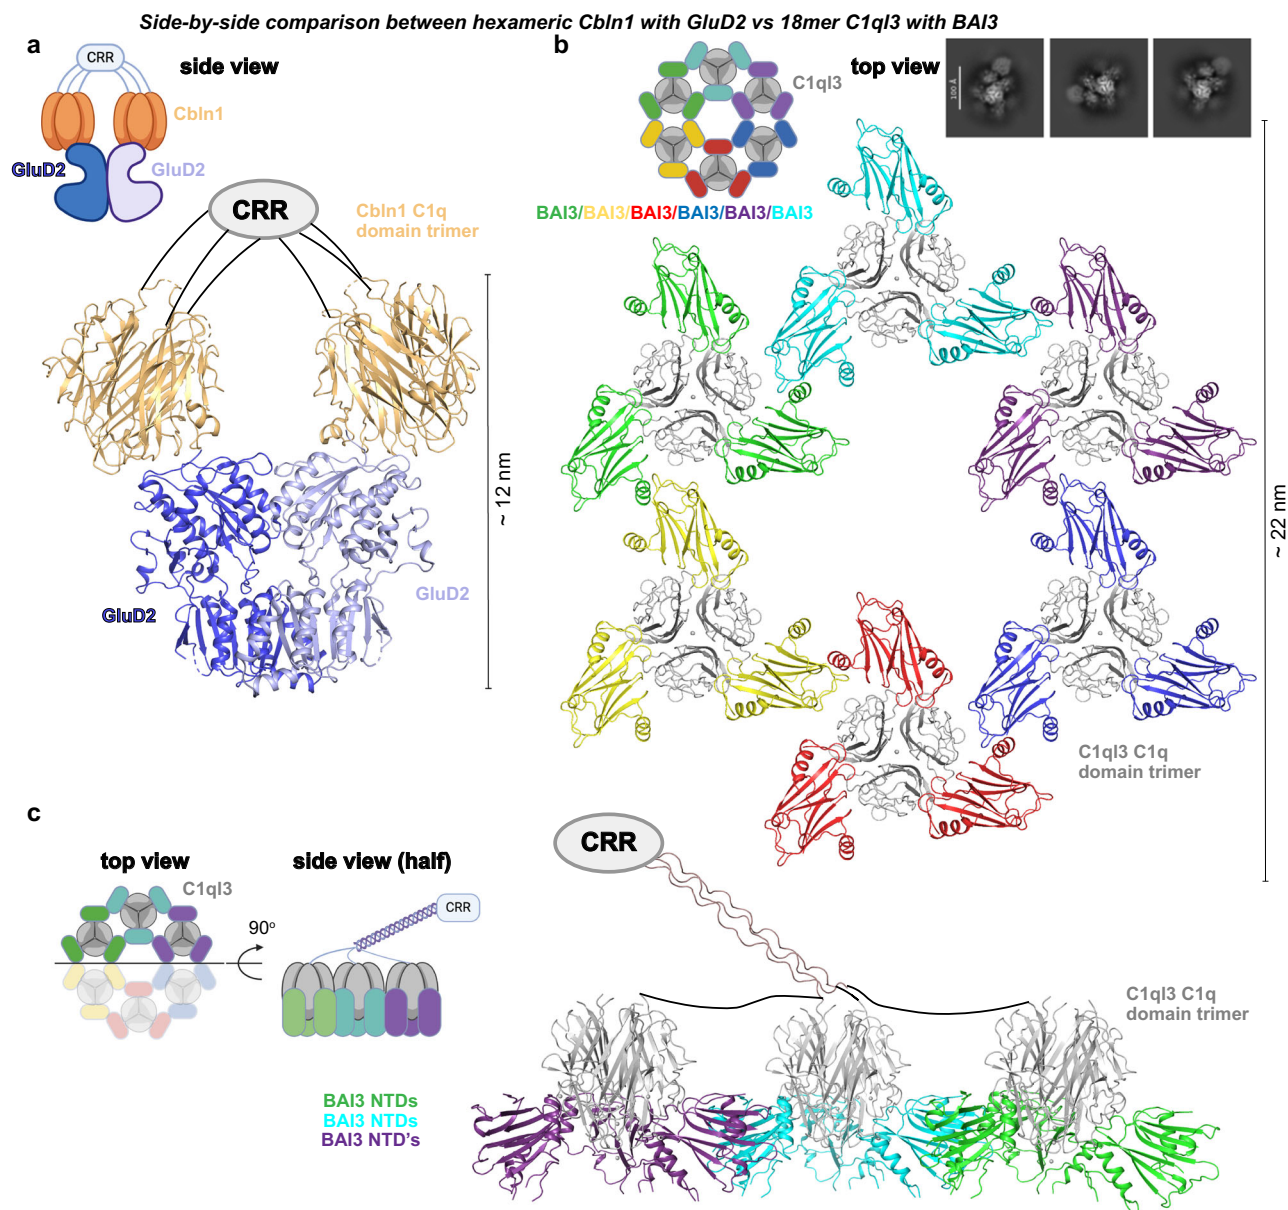 Side-by-side comparison between hexameric Cbln1 with GluD2 vs 18mer C1ql3 with BAI3
a
CRR
side view
Cbln1
GluD2
GluD2
CRR
Cbln1 C1q
domain trimer
~ 12 nm
GluD2
GluD2
b
C1ql3
top view
100 Å
BAI3/BAI3/BAI3/BAI3/BAI3/BAI3
~ 22 nm
C1ql3 C1q
domain trimer
c
top view
side view (half)
C1ql3
90o
CRR
CRR
C1ql3 C1q
domain trimer
BAI3 NTDs
BAI3 NTDs
BAI3 NTD's